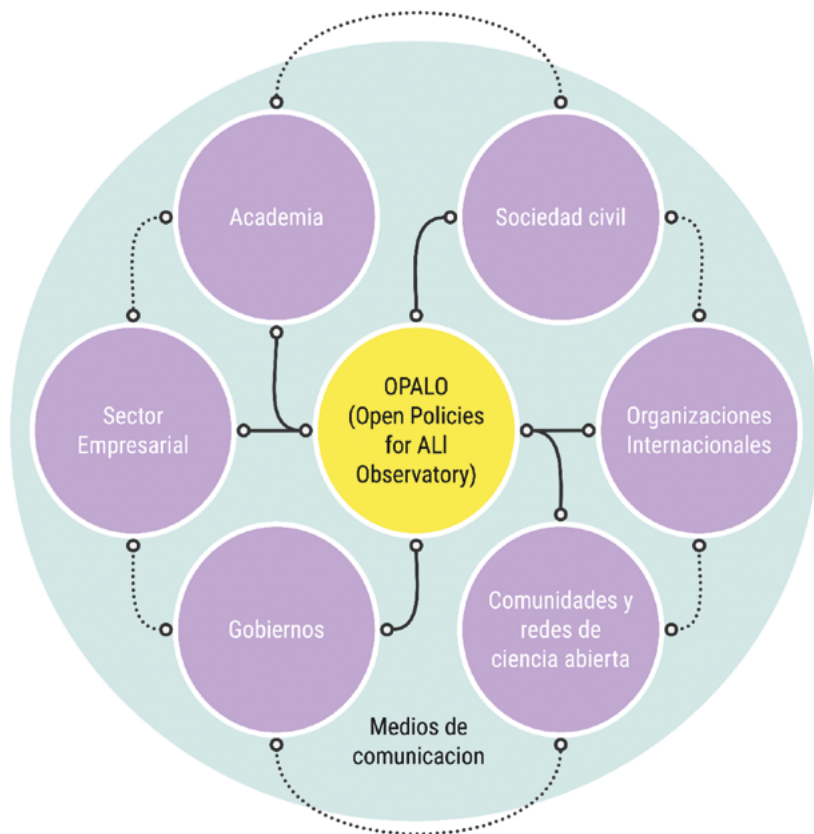 Academia
Sociedad civil
Sector
Empresarial
OPALO
(Open Policies
for ALl
Observatory)
Organizaciones
Internacionales
Gobiernos
Comunidades y
redes de
ciencia abierta
Medios de
comunicacion